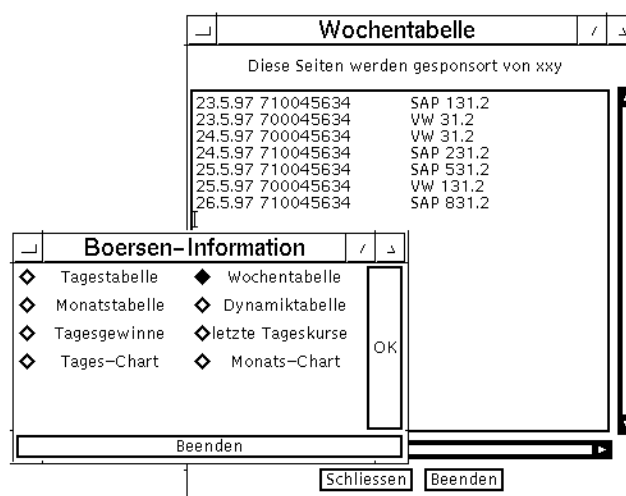 Wochentabelle
Diese Seiten werden gesponsort von xxy
23.5.97 710045634 SAP 131.2
23.5.97 700045634 VW 31.2
24.5.97 700045634 VW 31.2
24.5.97 710045634 SAP 231.2
25.5.97 710045634 SAP 531.2
25.5.97 700045634 VW 131.2
26.5.97 710045634 SAP 831.2
Boersen-Information
Tagestabelle Wochentabelle
Monatstabelle Dynamiktabelle
Tagesgewinne letzte Tageskurse
Tages-Chart Monats-Chart
OK
Beenden
Schliessen Beenden